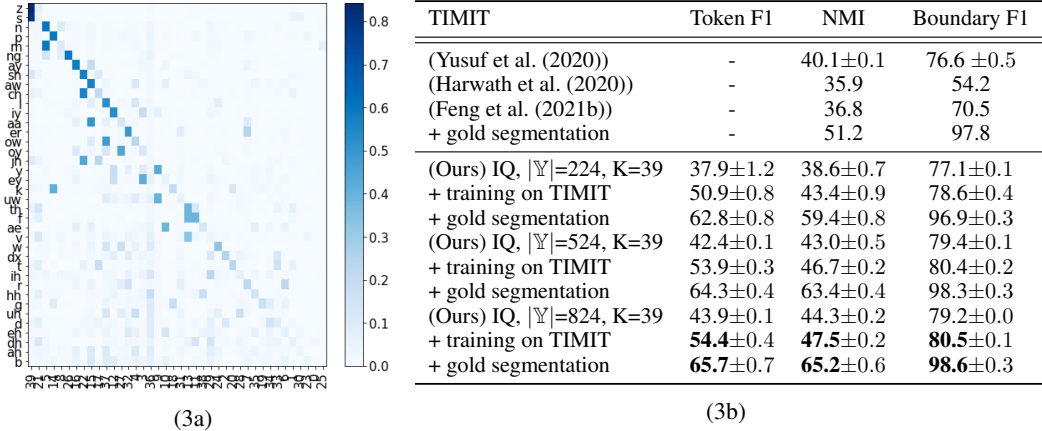 z
s
n
p
m
ng
ay
sh
aw
ch
l
iy
aa
er
ow
oy
jh
y
ey
k
uw
th
f
ae
v
w
dx
t
ih
r
hh
g
uh
d
eh
dh
ah
b
0.8
0.7
0.6
0.5
0.4
0.3
0.2
0.1
0.0
(3a)
TIMIT Token F1 NMI Boundary F1
(Yusuf et al. (2020)) - 40.1±0.1 76.6 ±0.5
(Harwath et al. (2020)) - 35.9 54.2
(Feng et al. (2021b)) - 36.8 70.5
+ gold segmentation - 51.2 97.8
(Ours) IQ, |𝕐|=224, K=39 37.9±1.2 38.6±0.7 77.1±0.1
+ training on TIMIT 50.9±0.8 43.4±0.9 78.6±0.4
+ gold segmentation 62.8±0.8 59.4±0.8 96.9±0.3
(Ours) IQ, |𝕐|=524, K=39 42.4±0.1 43.0±0.5 79.4±0.1
+ training on TIMIT 53.9±0.3 46.7±0.2 80.4±0.2
+ gold segmentation 64.3±0.4 63.4±0.4 98.3±0.3
(Ours) IQ, |𝕐|=824, K=39 43.9±0.1 44.3±0.2 79.2±0.0
+ training on TIMIT 54.4±0.4 47.5±0.2 80.5±0.1
+ gold segmentation 65.7±0.7 65.2±0.6 98.6±0.3
(3b)